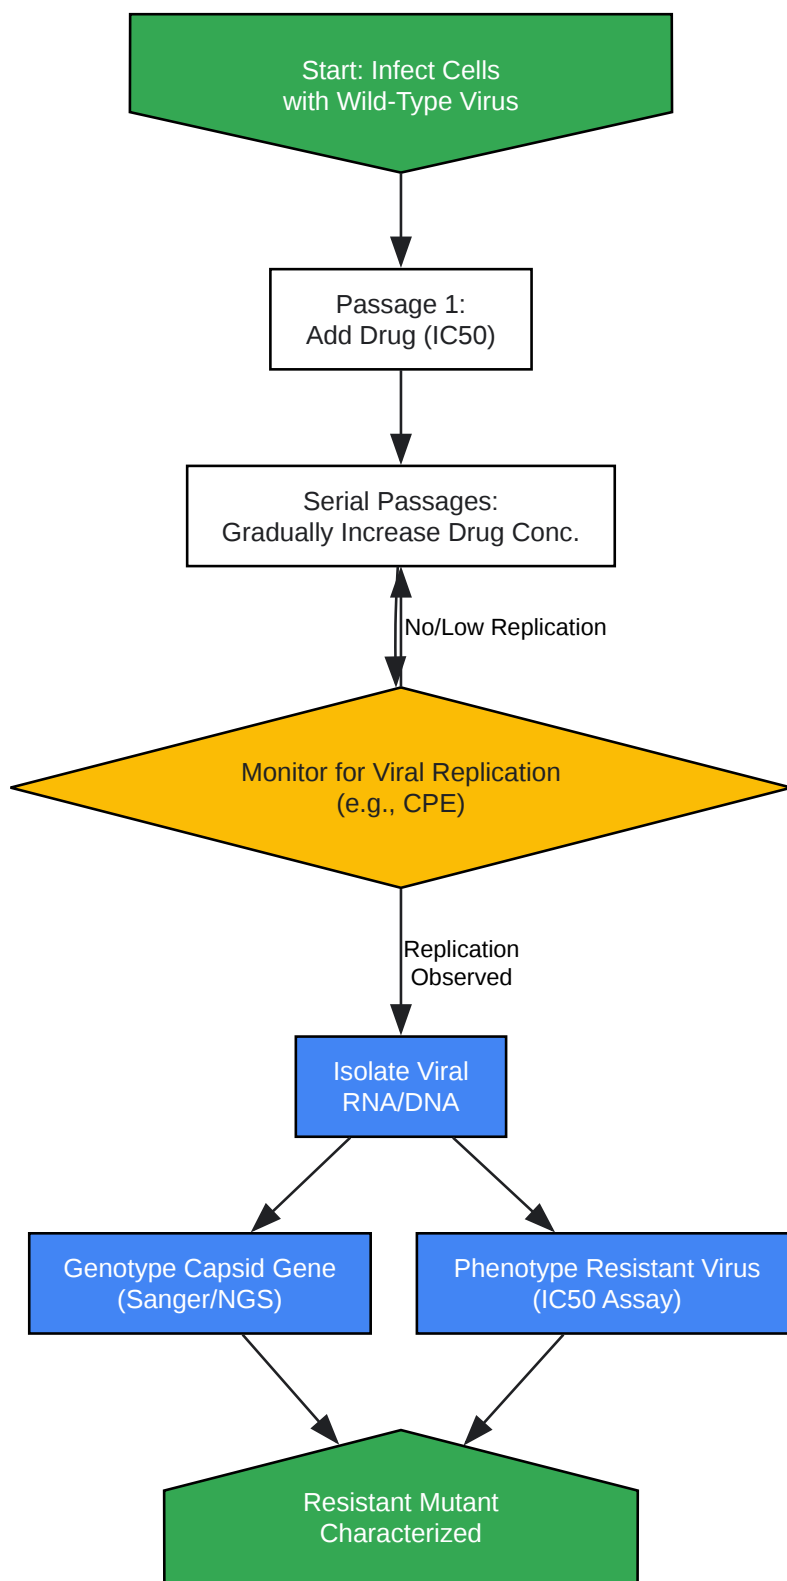 Start: Infect Cells
with Wild-Type Virus
Passage 1:
Add Drug (IC50)
Serial Passages:
Gradually Increase Drug Conc.
No/Low Replication
Monitor for Viral Replication
(e.g., CPE)
Replication
Observed
Isolate Viral
RNA/DNA
Genotype Capsid Gene
(Sanger/NGS)
Phenotype Resistant Virus
(IC50 Assay)
Resistant Mutant
Characterized